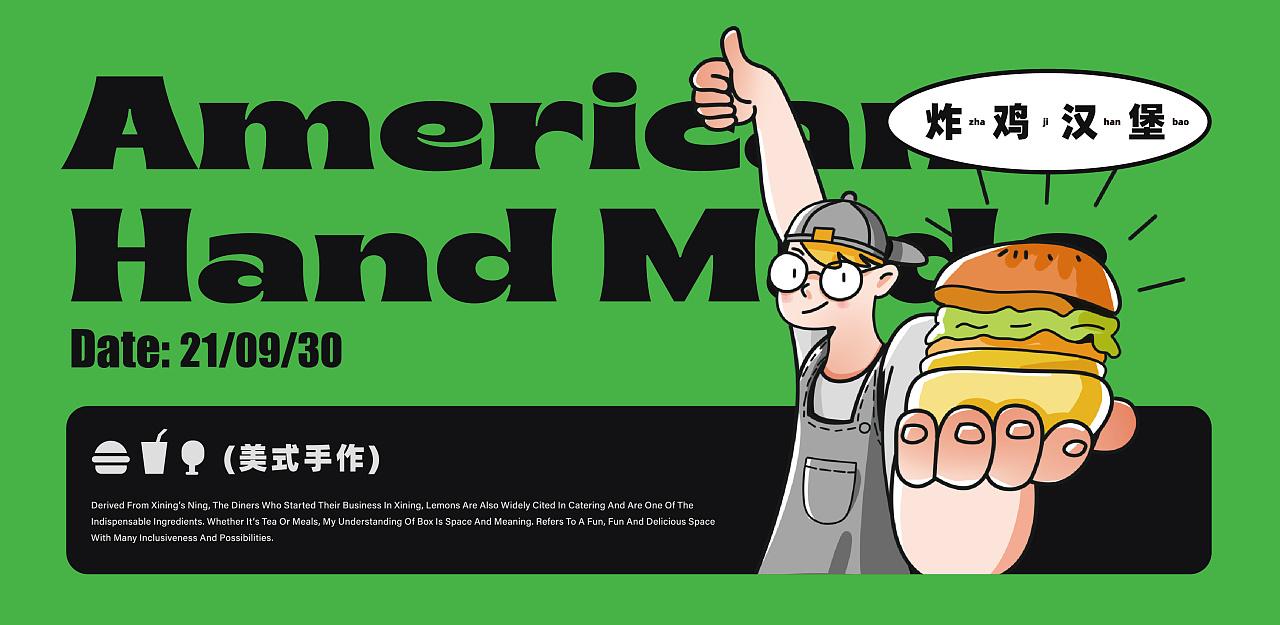 American
炸 zha 鸡 ji 汉 han 堡 bao
Hand Made
Date: 21/09/30
(美式手作)
Derived From Xining's Ning, The Diners Who Started Their Business In Xining, Lemons Are Also Widely Cited In Catering And Are One Of The
Indispensable Ingredients. Whether It's Tea Or Meals, My Understanding Of Box Is Space And Meaning. Refers To A Fun, Fun And Delicious Space
With Many Inclusiveness And Possibilities.